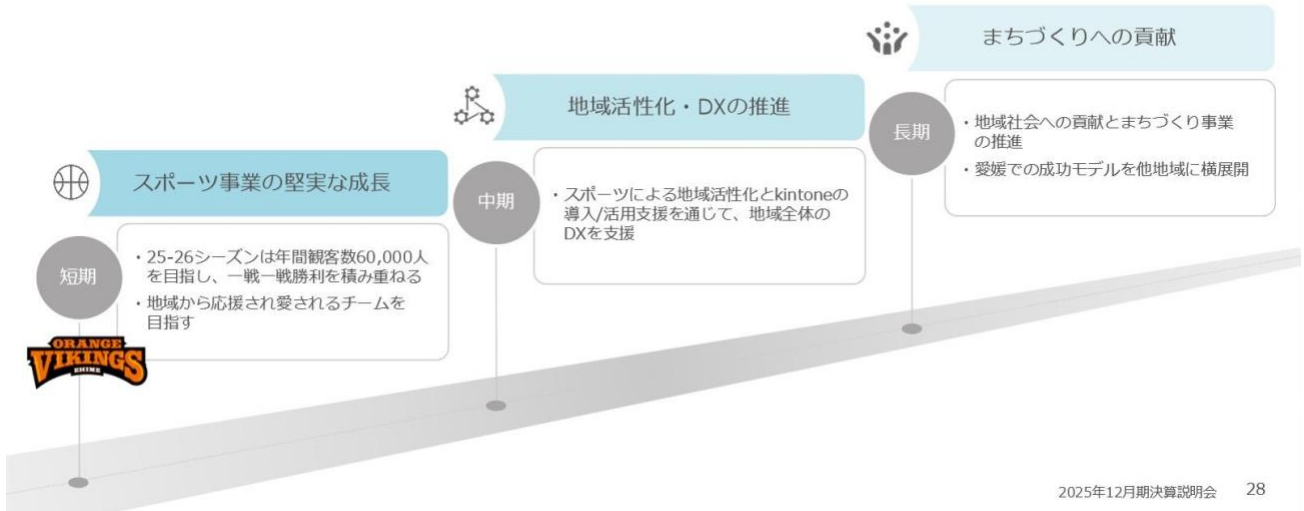 スポーツ事業の堅実な成長
短期
・25-26シーズンは年間観客数60,000人
を目指し、一戦一戦勝利を積み重ねる
・地域から応援され愛されるチームを
目指す
ORANGE
VIKINGS
EHIME
地域活性化・DXの推進
中期
・スポーツによる地域活性化とkintoneの
導入/活用支援を通じて、地域全体の
DXを支援
まちづくりへの貢献
長期
・地域社会への貢献とまちづくり事業
の推進
・愛媛での成功モデルを他地域に横展開
2025年12月期決算説明会 28